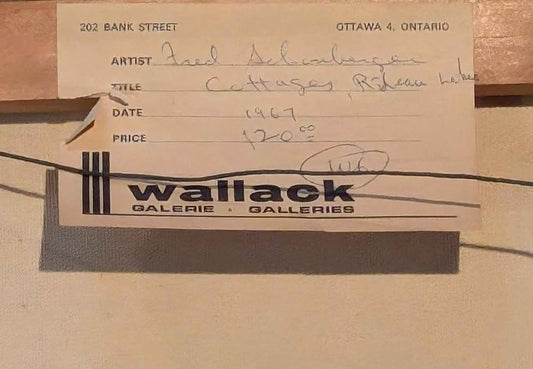 202 BANK STREET OTTAWA 4, ONTARIO
ARTIST Fred Schonberger
TITLE Cottages, Rideau Lakes
DATE 1967
PRICE 120.00
wallack
GALERIE • GALLERIES